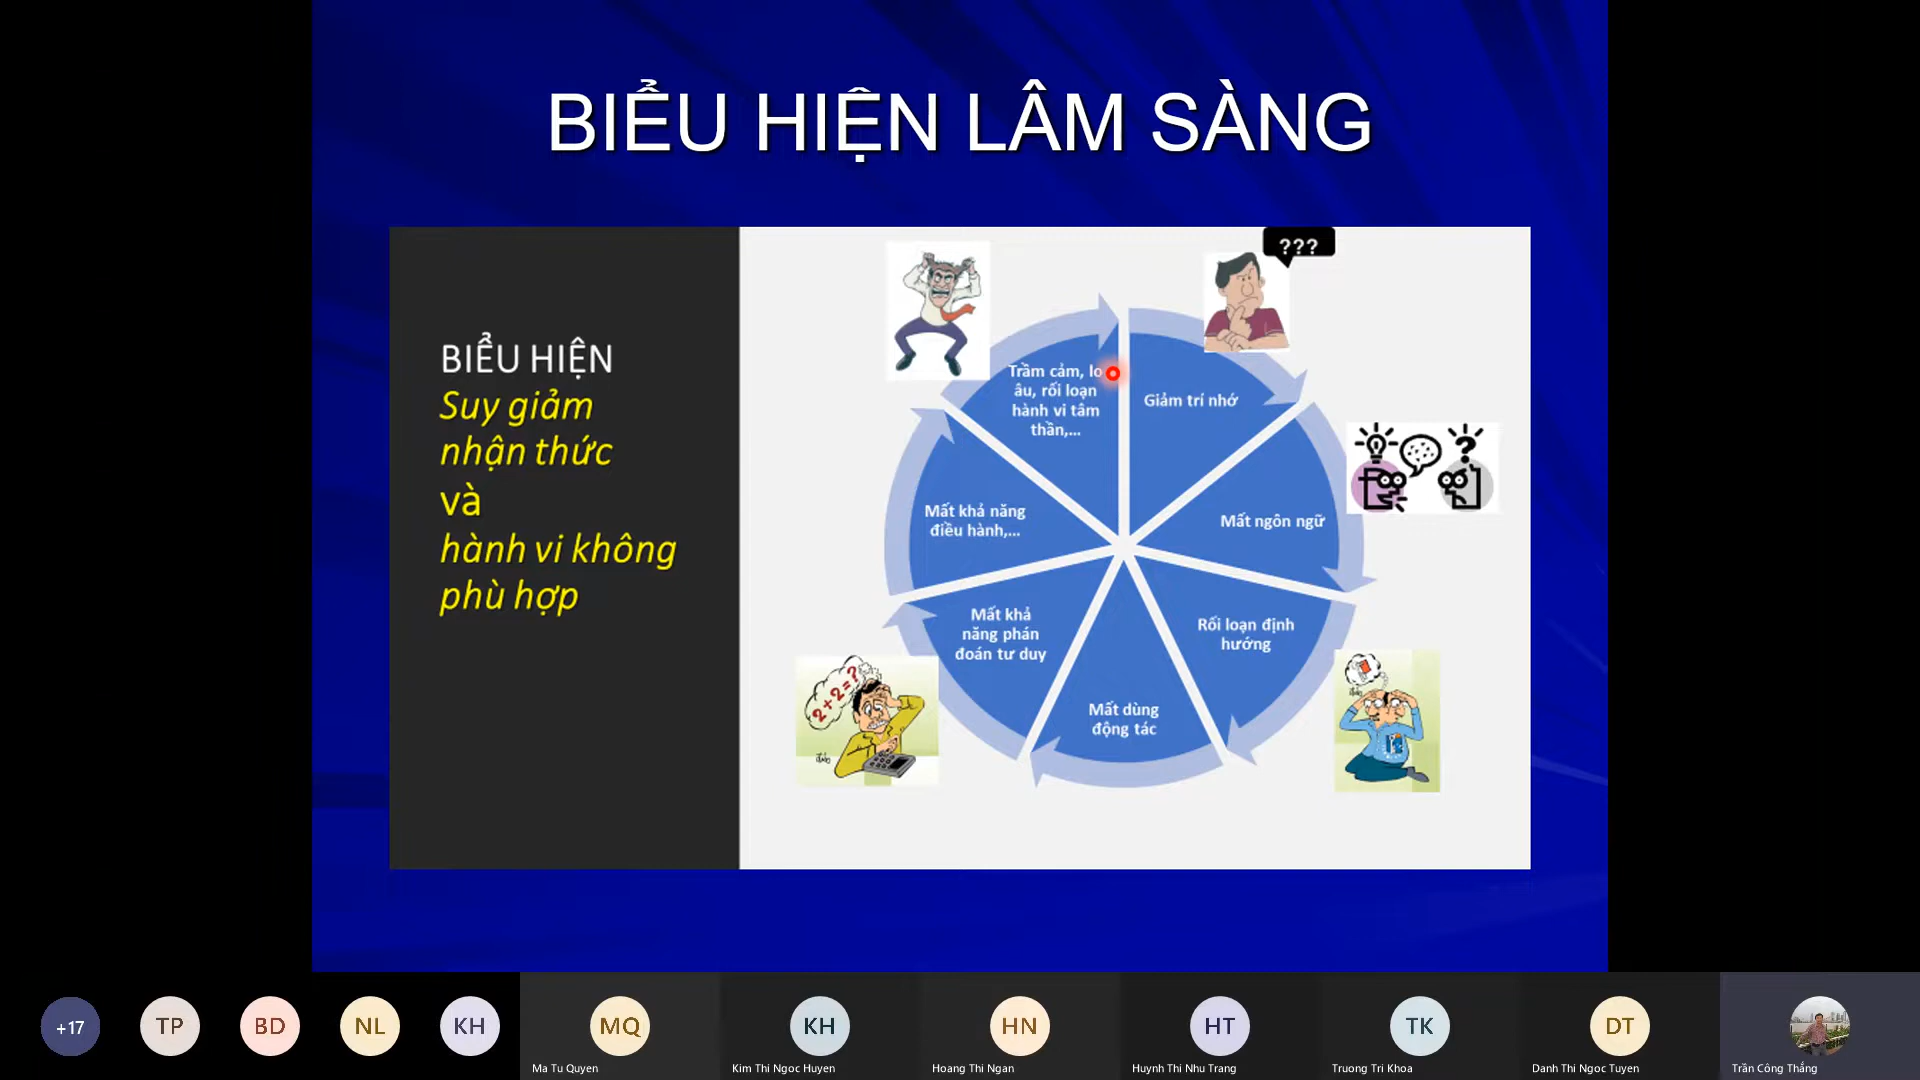 BIỂU HIỆN LÂM SÀNG
BIỂU HIỆN
Suy giảm
nhận thức
và
hành vi không
phù hợp
???
Trầm cảm, lo
âu, rối loạn
hành vi tâm
thần,...
Giảm trí nhớ
Mất ngôn ngữ
Rối loạn định
hướng
Mất dùng
động tác
Mất khả
năng phán
đoán tư duy
Mất khả năng
điều hành,...
?
2+2=?
+17
TP
BD
NL
KH
MQ
Ma Tu Quyen
KH
Kim Thi Ngoc Huyen
HN
Hoang Thi Ngan
HT
Huynh Thi Nhu Trang
TK
Truong Tri Khoa
DT
Danh Thi Ngoc Tuyen
Trần Công Thắng